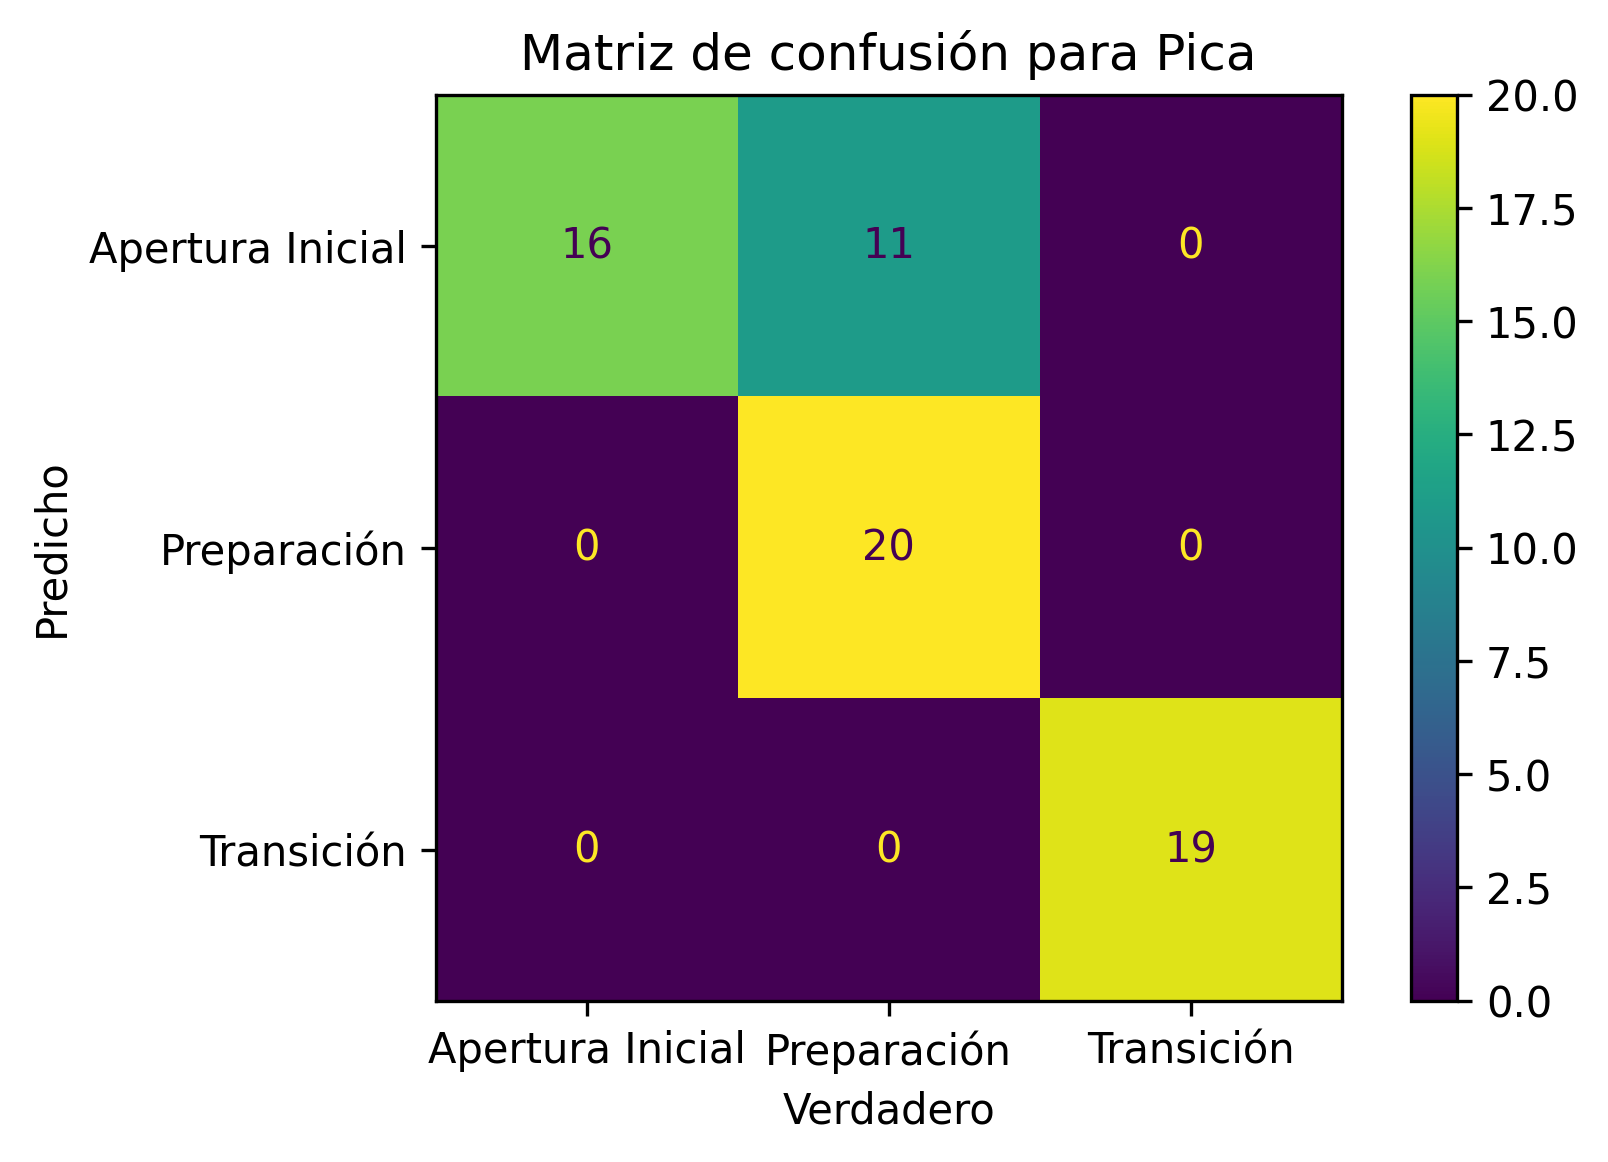 Matriz de confusión para Pica
Predicho
Apertura Inicial
16
11
0
Preparación
0
20
0
Transición
0
0
19
Apertura Inicial
Preparación
Transición
Verdadero
20.0
17.5
15.0
12.5
10.0
7.5
5.0
2.5
0.0